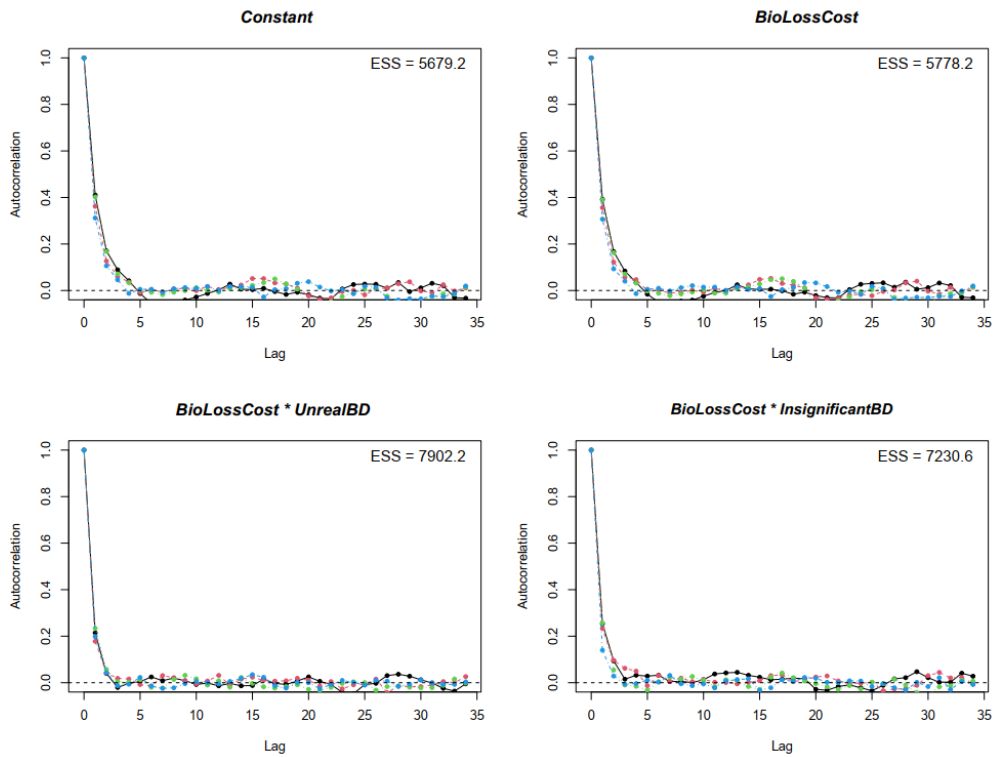 Constant
ESS = 5679.2
Autocorrelation
0.0 0.2 0.4 0.6 0.8 1.0
0 5 10 15 20 25 30 35
Lag
BioLossCost
ESS = 5778.2
Autocorrelation
0.0 0.2 0.4 0.6 0.8 1.0
0 5 10 15 20 25 30 35
Lag
BioLossCost * UnrealBD
ESS = 7902.2
Autocorrelation
0.0 0.2 0.4 0.6 0.8 1.0
0 5 10 15 20 25 30 35
Lag
BioLossCost * InsignificantBD
ESS = 7230.6
Autocorrelation
0.0 0.2 0.4 0.6 0.8 1.0
0 5 10 15 20 25 30 35
Lag